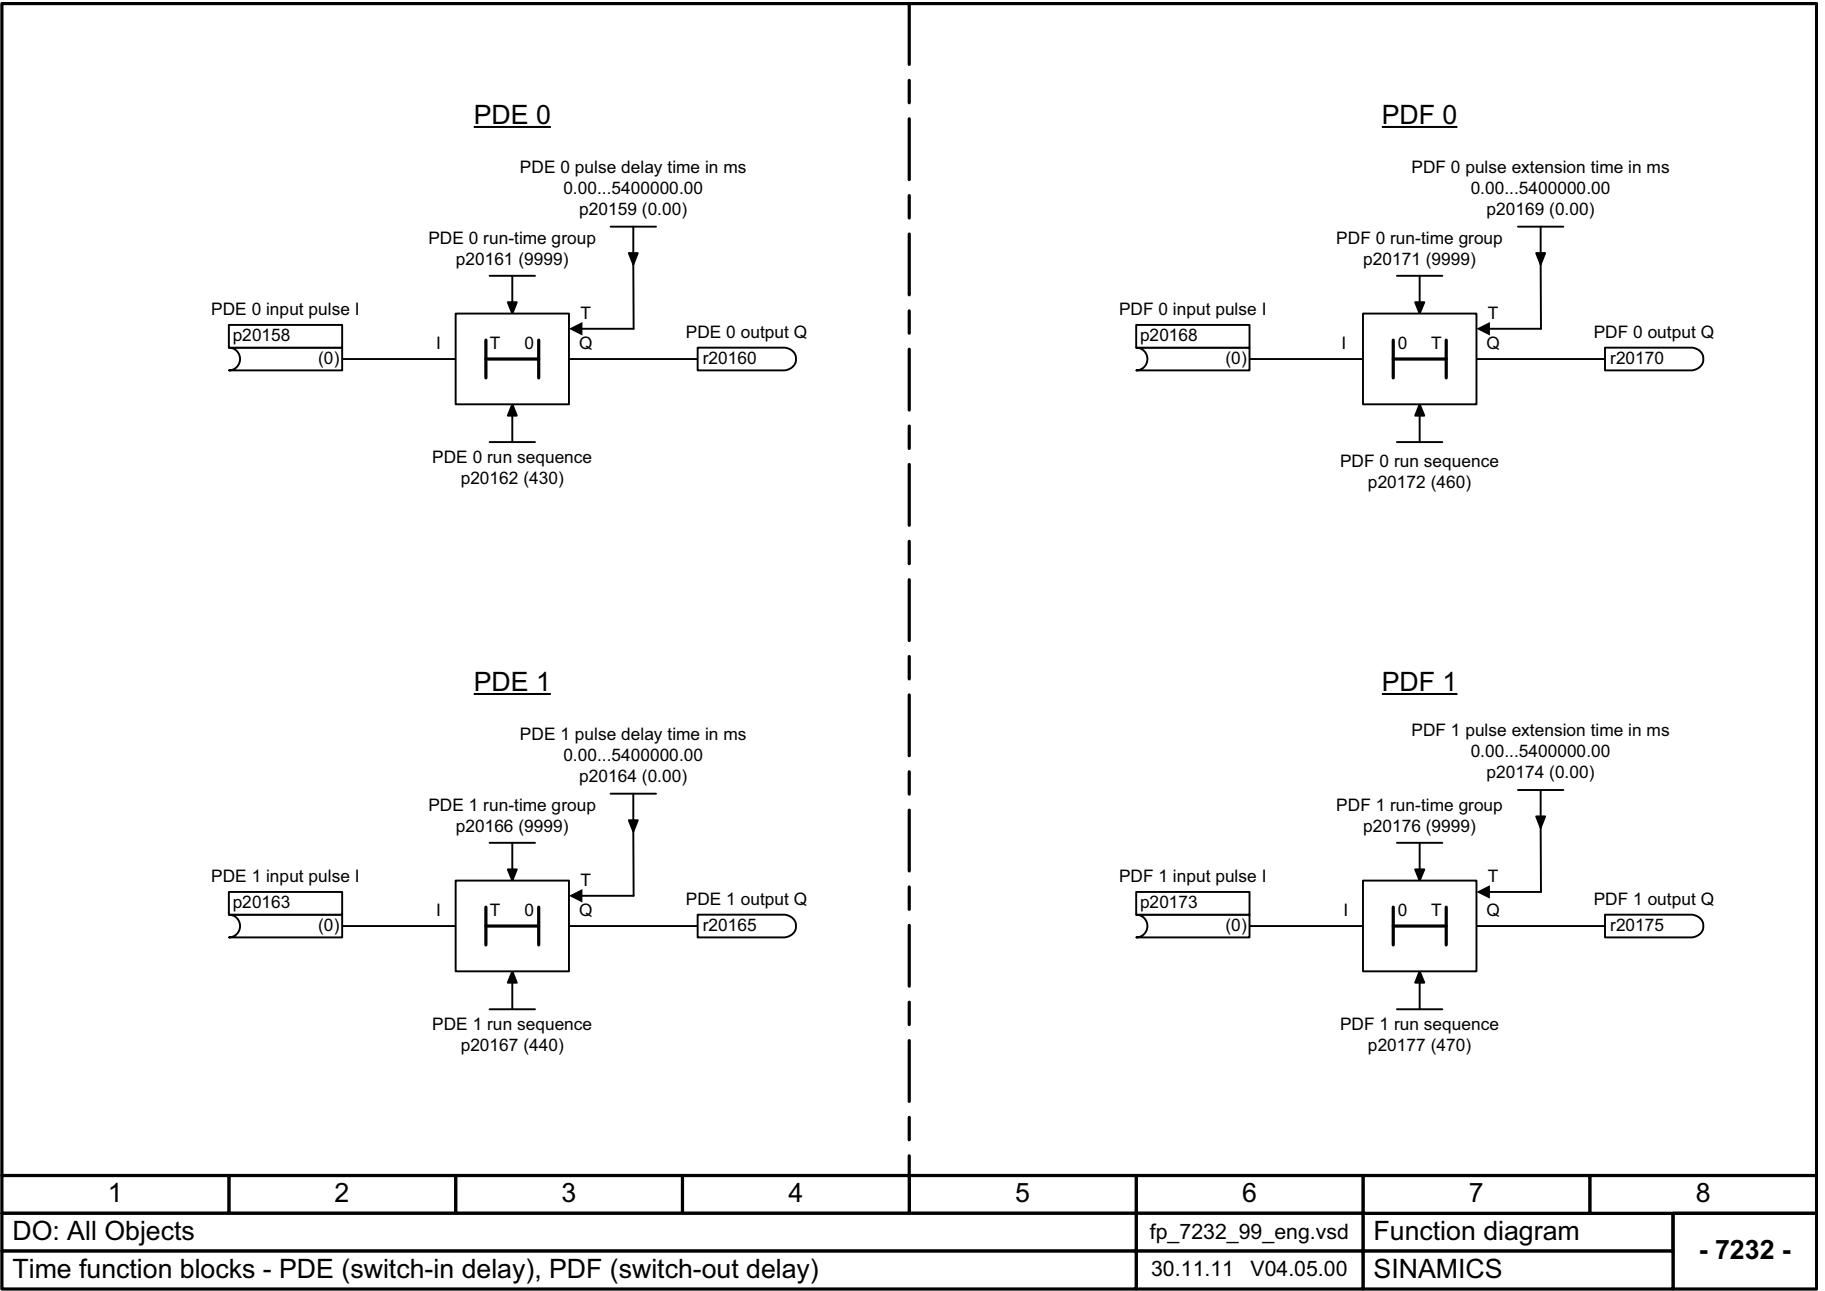 PDE 0
PDE 0 pulse delay time in ms
0.00...5400000.00
p20159 (0.00)
PDE 0 run-time group
p20161 (9999)
PDE 0 input pulse I
p20158
(0)
I
T 0
T
Q
PDE 0 output Q
r20160
PDE 0 run sequence
p20162 (430)
PDF 0
PDF 0 pulse extension time in ms
0.00...5400000.00
p20169 (0.00)
PDF 0 run-time group
p20171 (9999)
PDF 0 input pulse I
p20168
(0)
I
0 T
T
Q
PDF 0 output Q
r20170
PDF 0 run sequence
p20172 (460)
PDE 1
PDE 1 pulse delay time in ms
0.00...5400000.00
p20164 (0.00)
PDE 1 run-time group
p20166 (9999)
PDE 1 input pulse I
p20163
(0)
I
T 0
T
Q
PDE 1 output Q
r20165
PDE 1 run sequence
p20167 (440)
PDF 1
PDF 1 pulse extension time in ms
0.00...5400000.00
p20174 (0.00)
PDF 1 run-time group
p20176 (9999)
PDF 1 input pulse I
p20173
(0)
I
0 T
T
Q
PDF 1 output Q
r20175
PDF 1 run sequence
p20177 (470)
1 2 3 4 5 6 7 8
DO: All Objects
fp_7232_99_eng.vsd
Function diagram
- 7232 -
Time function blocks - PDE (switch-in delay), PDF (switch-out delay)
30.11.11 V04.05.00
SINAMICS